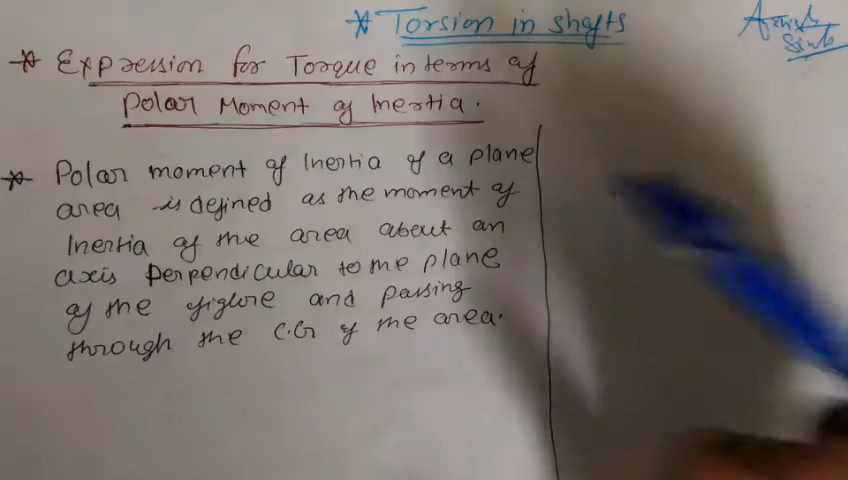 * Torsion in shafts
* Expression for Torque in terms of
Polar Moment of Inertia.
* Polar moment of Inertia of a plane
area is defined as the moment of
Inertia of the area about an
axis perpendicular to the plane
of the figure and passing
through the C.G of the area.